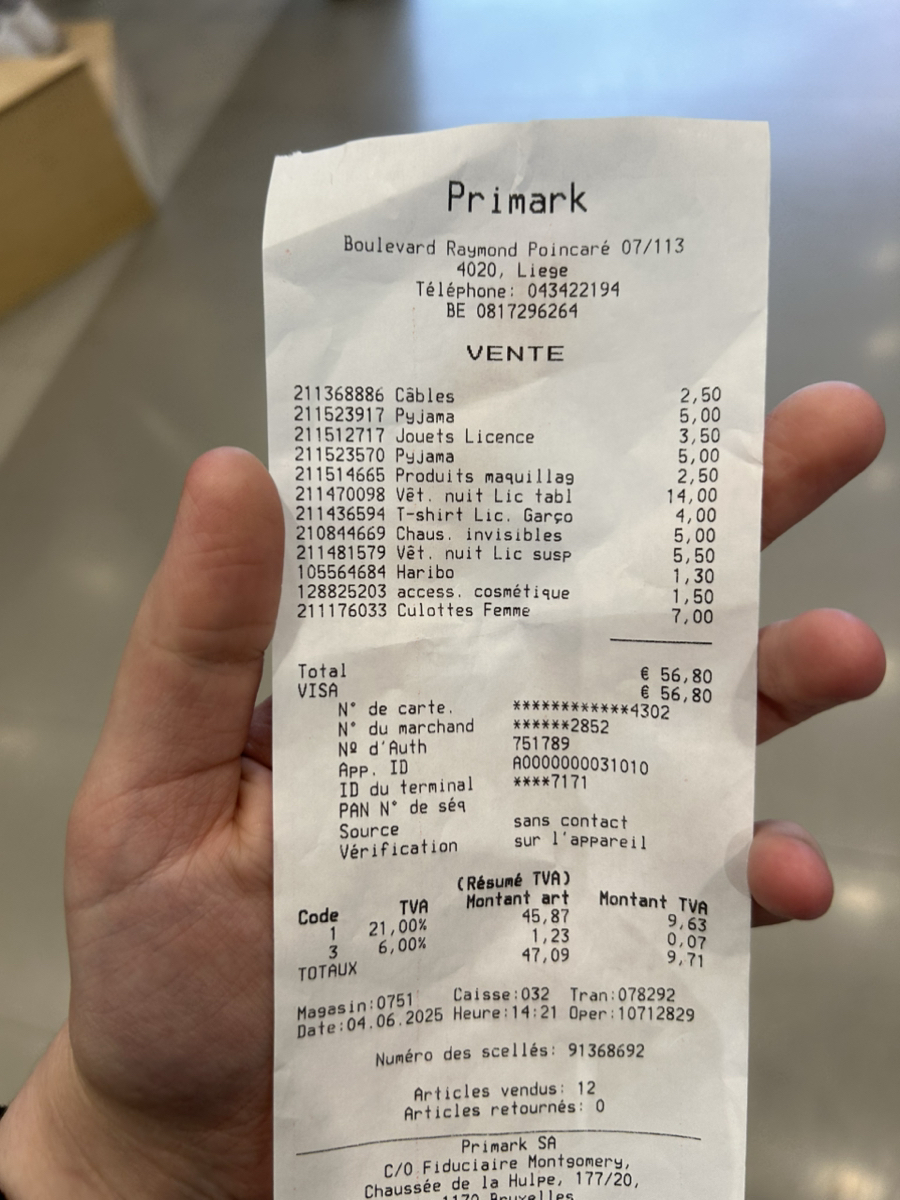 Primark
Boulevard Raymond Poincaré 07/113
4020, Liege
Téléphone: 043422194
BE 0817296264
VENTE
211368886 Câbles 2,50
211523917 Pyjama 5,00
211512717 Jouets Licence 3,50
211523570 Pyjama 5,00
211514665 Produits maquillag 2,50
211470098 Vêt. nuit Lic tabl 14,00
211436594 T-shirt Lic. Garço 4,00
210844669 Chaus. invisibles 5,00
211481579 Vêt. nuit Lic susp 5,50
105564684 Haribo 1,30
128825203 access. cosmétique 1,50
211176033 Culottes Femme 7,00
Total € 56,80
VISA € 56,80
N° de carte. ************4302
N° du marchand ******2852
Nº d'Auth 751789
App. ID A0000000031010
ID du terminal ****7171
PAN N° de séq
Source sans contact
Vérification sur l'appareil
(Résumé TVA)
Code TVA Montant art Montant TVA
1 21,00% 45,87 9,63
3 6,00% 1,23 0,07
TOTAUX 47,09 9,71
Magasin:0751 Caisse:032 Tran:078292
Date:04.06.2025 Heure:14:21 Oper:10712829
Numéro des scellés: 91368692
Articles vendus: 12
Articles retournés: 0
Primark SA
C/O Fiduciaire Montgomery,
Chaussée de la Hulpe, 177/20,
1170 Bruxelles